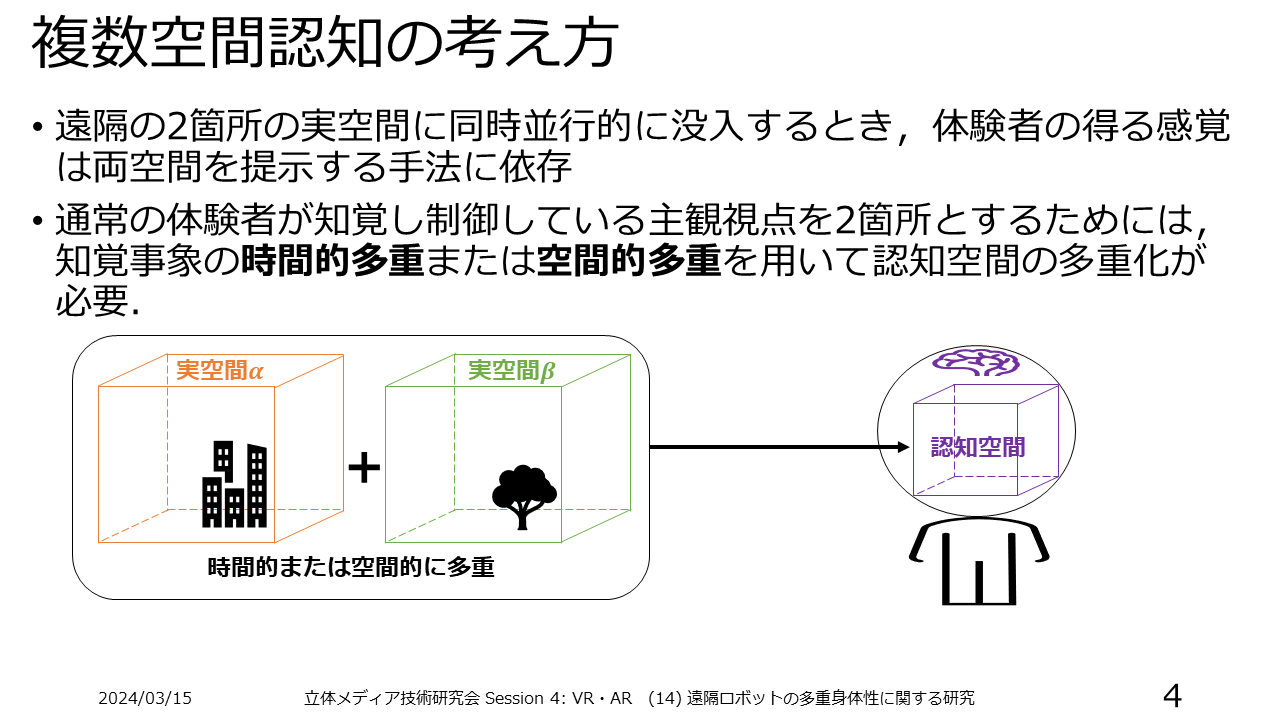 複数空間認知の考え方
• 遠隔の2箇所の実空間に同時並行的に没入するとき，体験者の得る感覚
は両空間を提示する手法に依存
• 通常の体験者が知覚し制御している主観視点を2箇所とするためには，
知覚事象の時間的多重または空間的多重を用いて認知空間の多重化が
必要．
実空間α
実空間β
+
認知空間
時間的または空間的に多重
2024/03/15
立体メディア技術研究会 Session 4: VR・AR　(14) 遠隔ロボットの多重身体性に関する研究
4